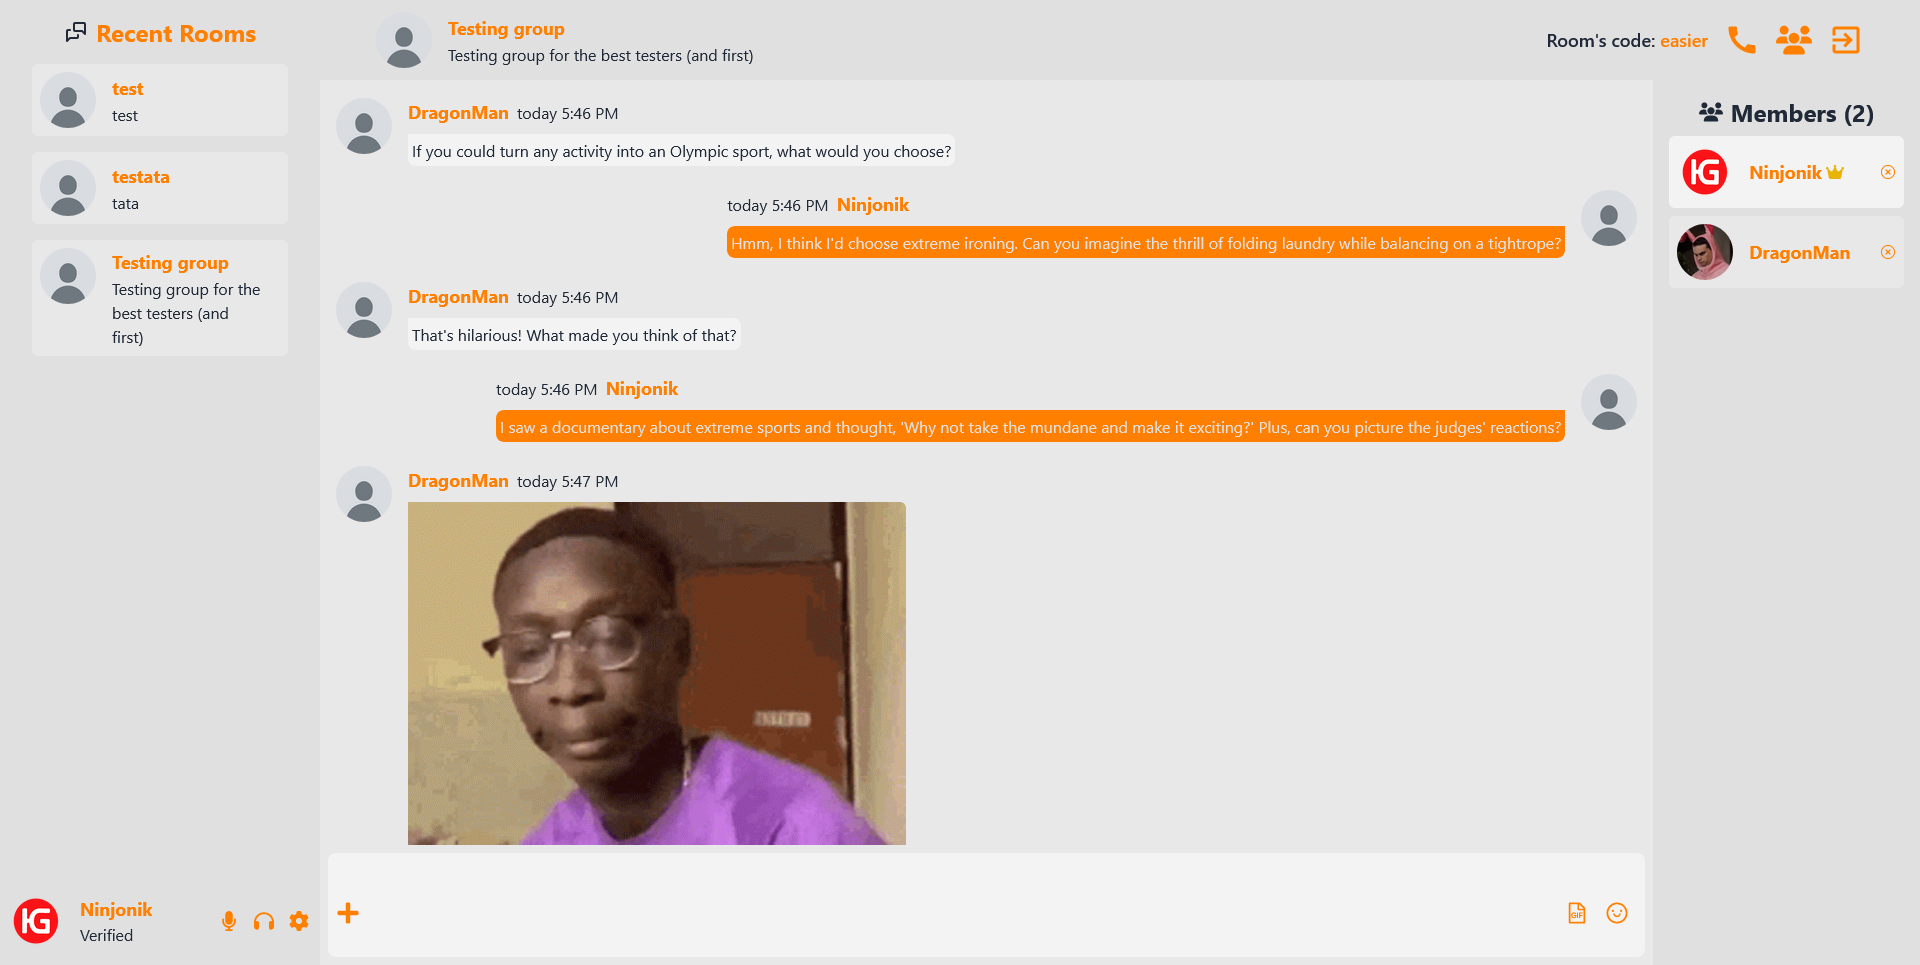 Recent Rooms
test
test
testata
tata
Testing group
Testing group for the
best testers (and
first)
Ninjonik
Verified
Testing group
Testing group for the best testers (and first)
Room's code: easier
DragonMan today 5:46 PM
If you could turn any activity into an Olympic sport, what would you choose?
today 5:46 PM Ninjonik
Hmm, I think I'd choose extreme ironing. Can you imagine the thrill of folding laundry while balancing on a tightrope?
DragonMan today 5:46 PM
That's hilarious! What made you think of that?
today 5:46 PM Ninjonik
I saw a documentary about extreme sports and thought, 'Why not take the mundane and make it exciting?' Plus, can you picture the judges' reactions?
DragonMan today 5:47 PM
GIF
Members (2)
Ninjonik
DragonMan